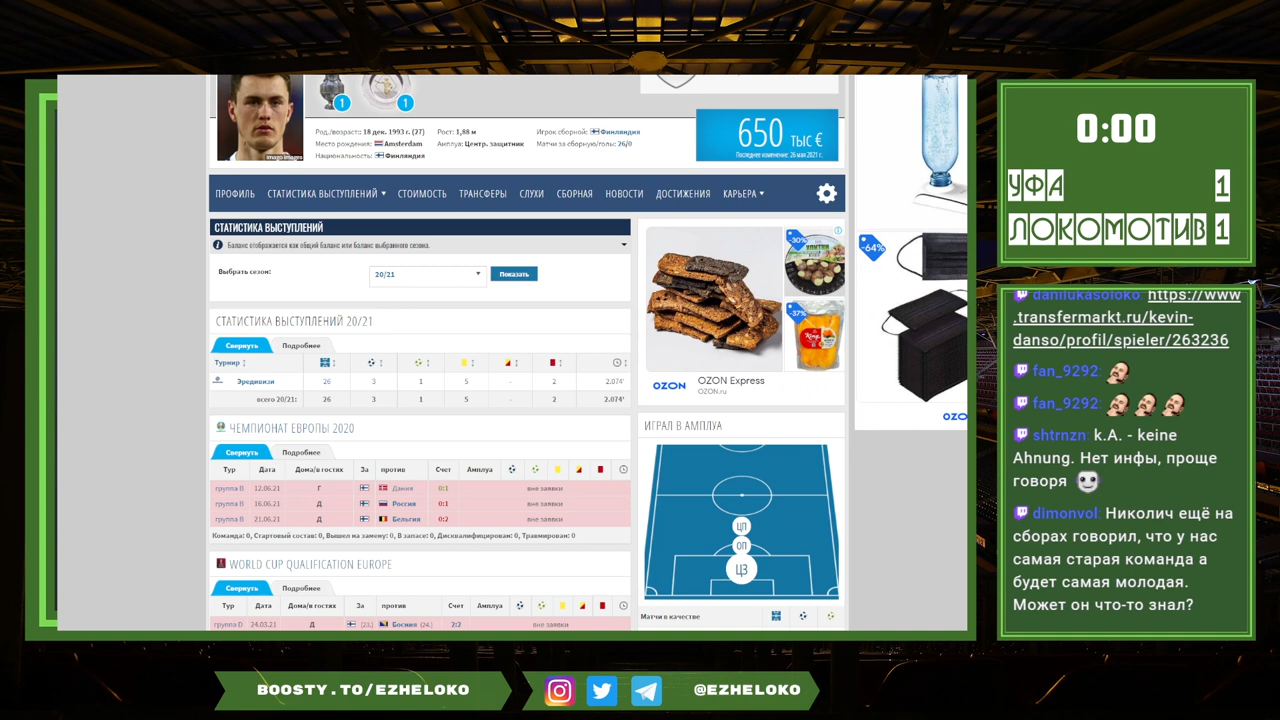 1
1
imago images
Род./возраст: 18 дек. 1993 г. (27)
Место рождения: Amsterdam
Национальность: Финляндия
Рост: 1,88 м
Амплуа: Центр. защитник
Игрок сборной: Финляндия
Матчи за сборную/голы: 26/0
650 тыс €
Последнее изменение: 26 мая 2021 г.
ПРОФИЛЬ СТАТИСТИКА ВЫСТУПЛЕНИЙ СТОИМОСТЬ ТРАНСФЕРЫ СЛУХИ СБОРНАЯ НОВОСТИ ДОСТИЖЕНИЯ КАРЬЕРА
СТАТИСТИКА ВЫСТУПЛЕНИЙ
Баланс отображается как общий баланс или баланс выбранного сезона.
Выбрать сезон: 20/21 Показать
СТАТИСТИКА ВЫСТУПЛЕНИЙ 20/21
Свернуть Подробнее
Турнир
Эредивизи 26 3 1 5 - 2 2.074'
всего 20/21: 26 3 1 5 - 2 2.074'
ЧЕМПИОНАТ ЕВРОПЫ 2020
Свернуть Подробнее
Тур Дата Дома/в гостях За против Счет Амплуа
группа B 12.06.21 Г Дания 0:1 вне заявки
группа B 16.06.21 Д Россия 0:1 вне заявки
группа B 21.06.21 Д Бельгия 0:2 вне заявки
Команда: 0, Стартовый состав: 0, Вышел на замену: 0, В запасе: 0, Дисквалифицирован: 0, Травмирован: 0
WORLD CUP QUALIFICATION EUROPE
Свернуть Подробнее
Тур Дата Дома/в гостях За против Счет Амплуа
группа D 24.03.21 Д (23.) Босния (24.) 2:2 вне заявки
-30%
-37%
OZON
OZON Express
OZON.ru
ИГРАЛ В АМПЛУА
ЦП
ОП
ЦЗ
Матчи в качестве
-64%
0:00
УФА 1
ЛОКОМОТИВ 1
danilukasoloko: https://www
.transfermarkt.ru/kevin-
danso/profil/spieler/263236
fan_9292:
fan_9292:
shtrnzn: k.A. - keine
Ahnung. Нет инфы, проще
говоря
dimonvol: Николич ещё на
сборах говорил, что у нас
самая старая команда а
будет самая молодая.
Может он что-то знал?
BOOSTY.TO/EZHELOKO
@EZHELOKO